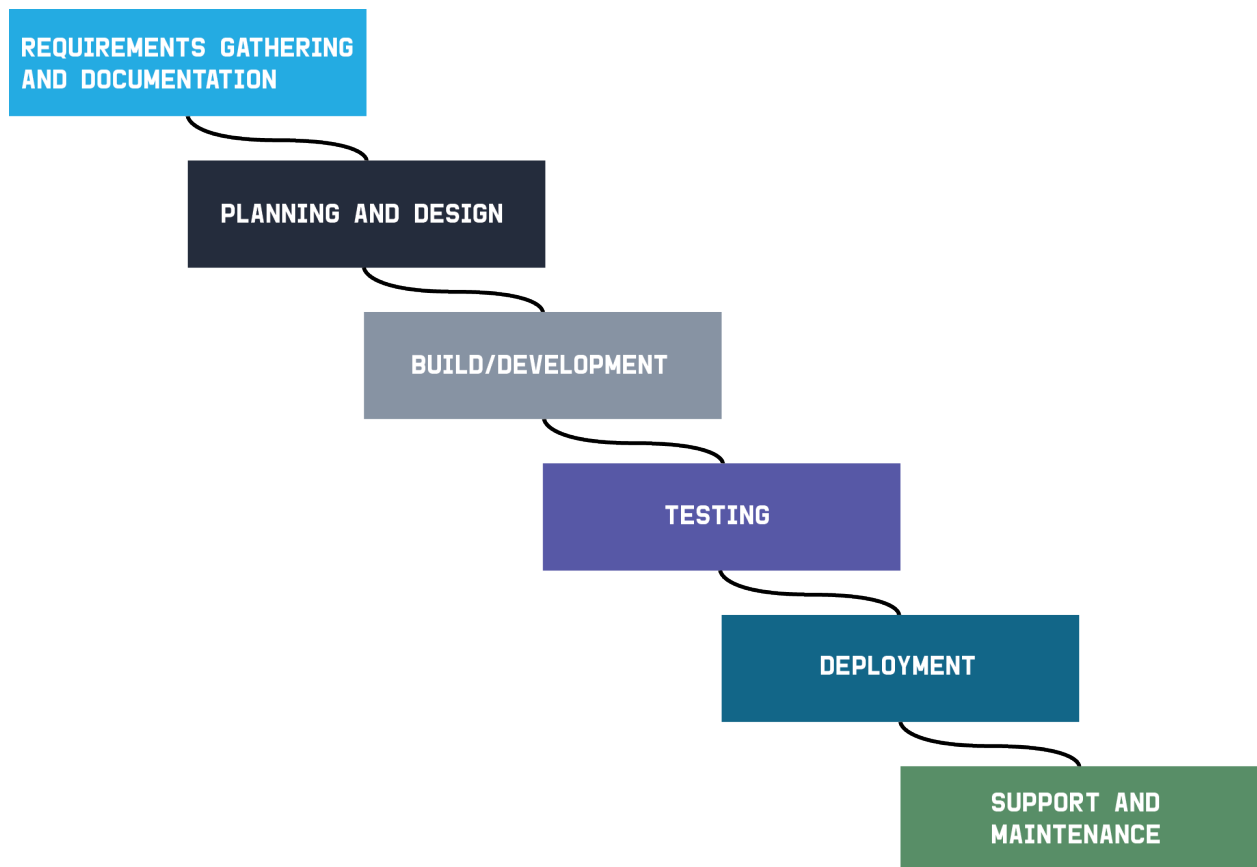 REQUIREMENTS GATHERING
AND DOCUMENTATION
PLANNING AND DESIGN
BUILD/DEVELOPMENT
TESTING
DEPLOYMENT
SUPPORT AND
MAINTENANCE